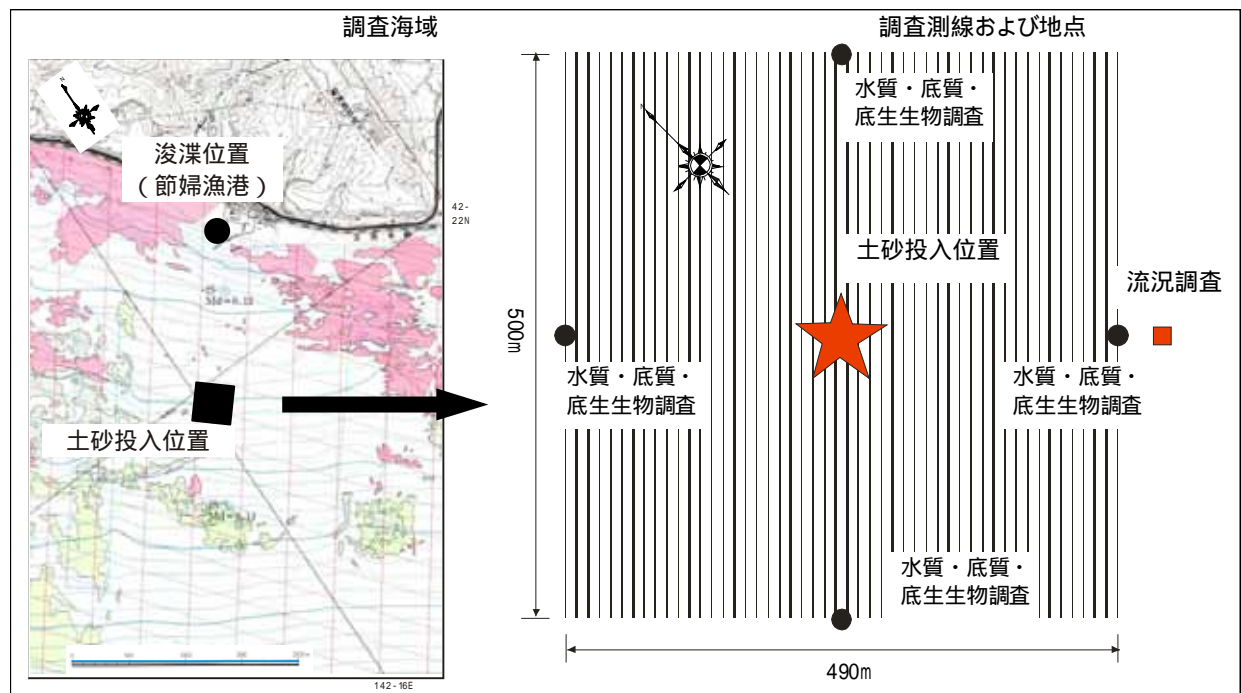 調査海域
浚渫位置
（節婦漁港）
42-
22N
土砂投入位置
142-16E
調査測線および地点
水質・底質・
底生生物調査
N
土砂投入位置
流況調査
500m
水質・底質・
底生生物調査
水質・底質・
底生生物調査
水質・底質・
底生生物調査
490m